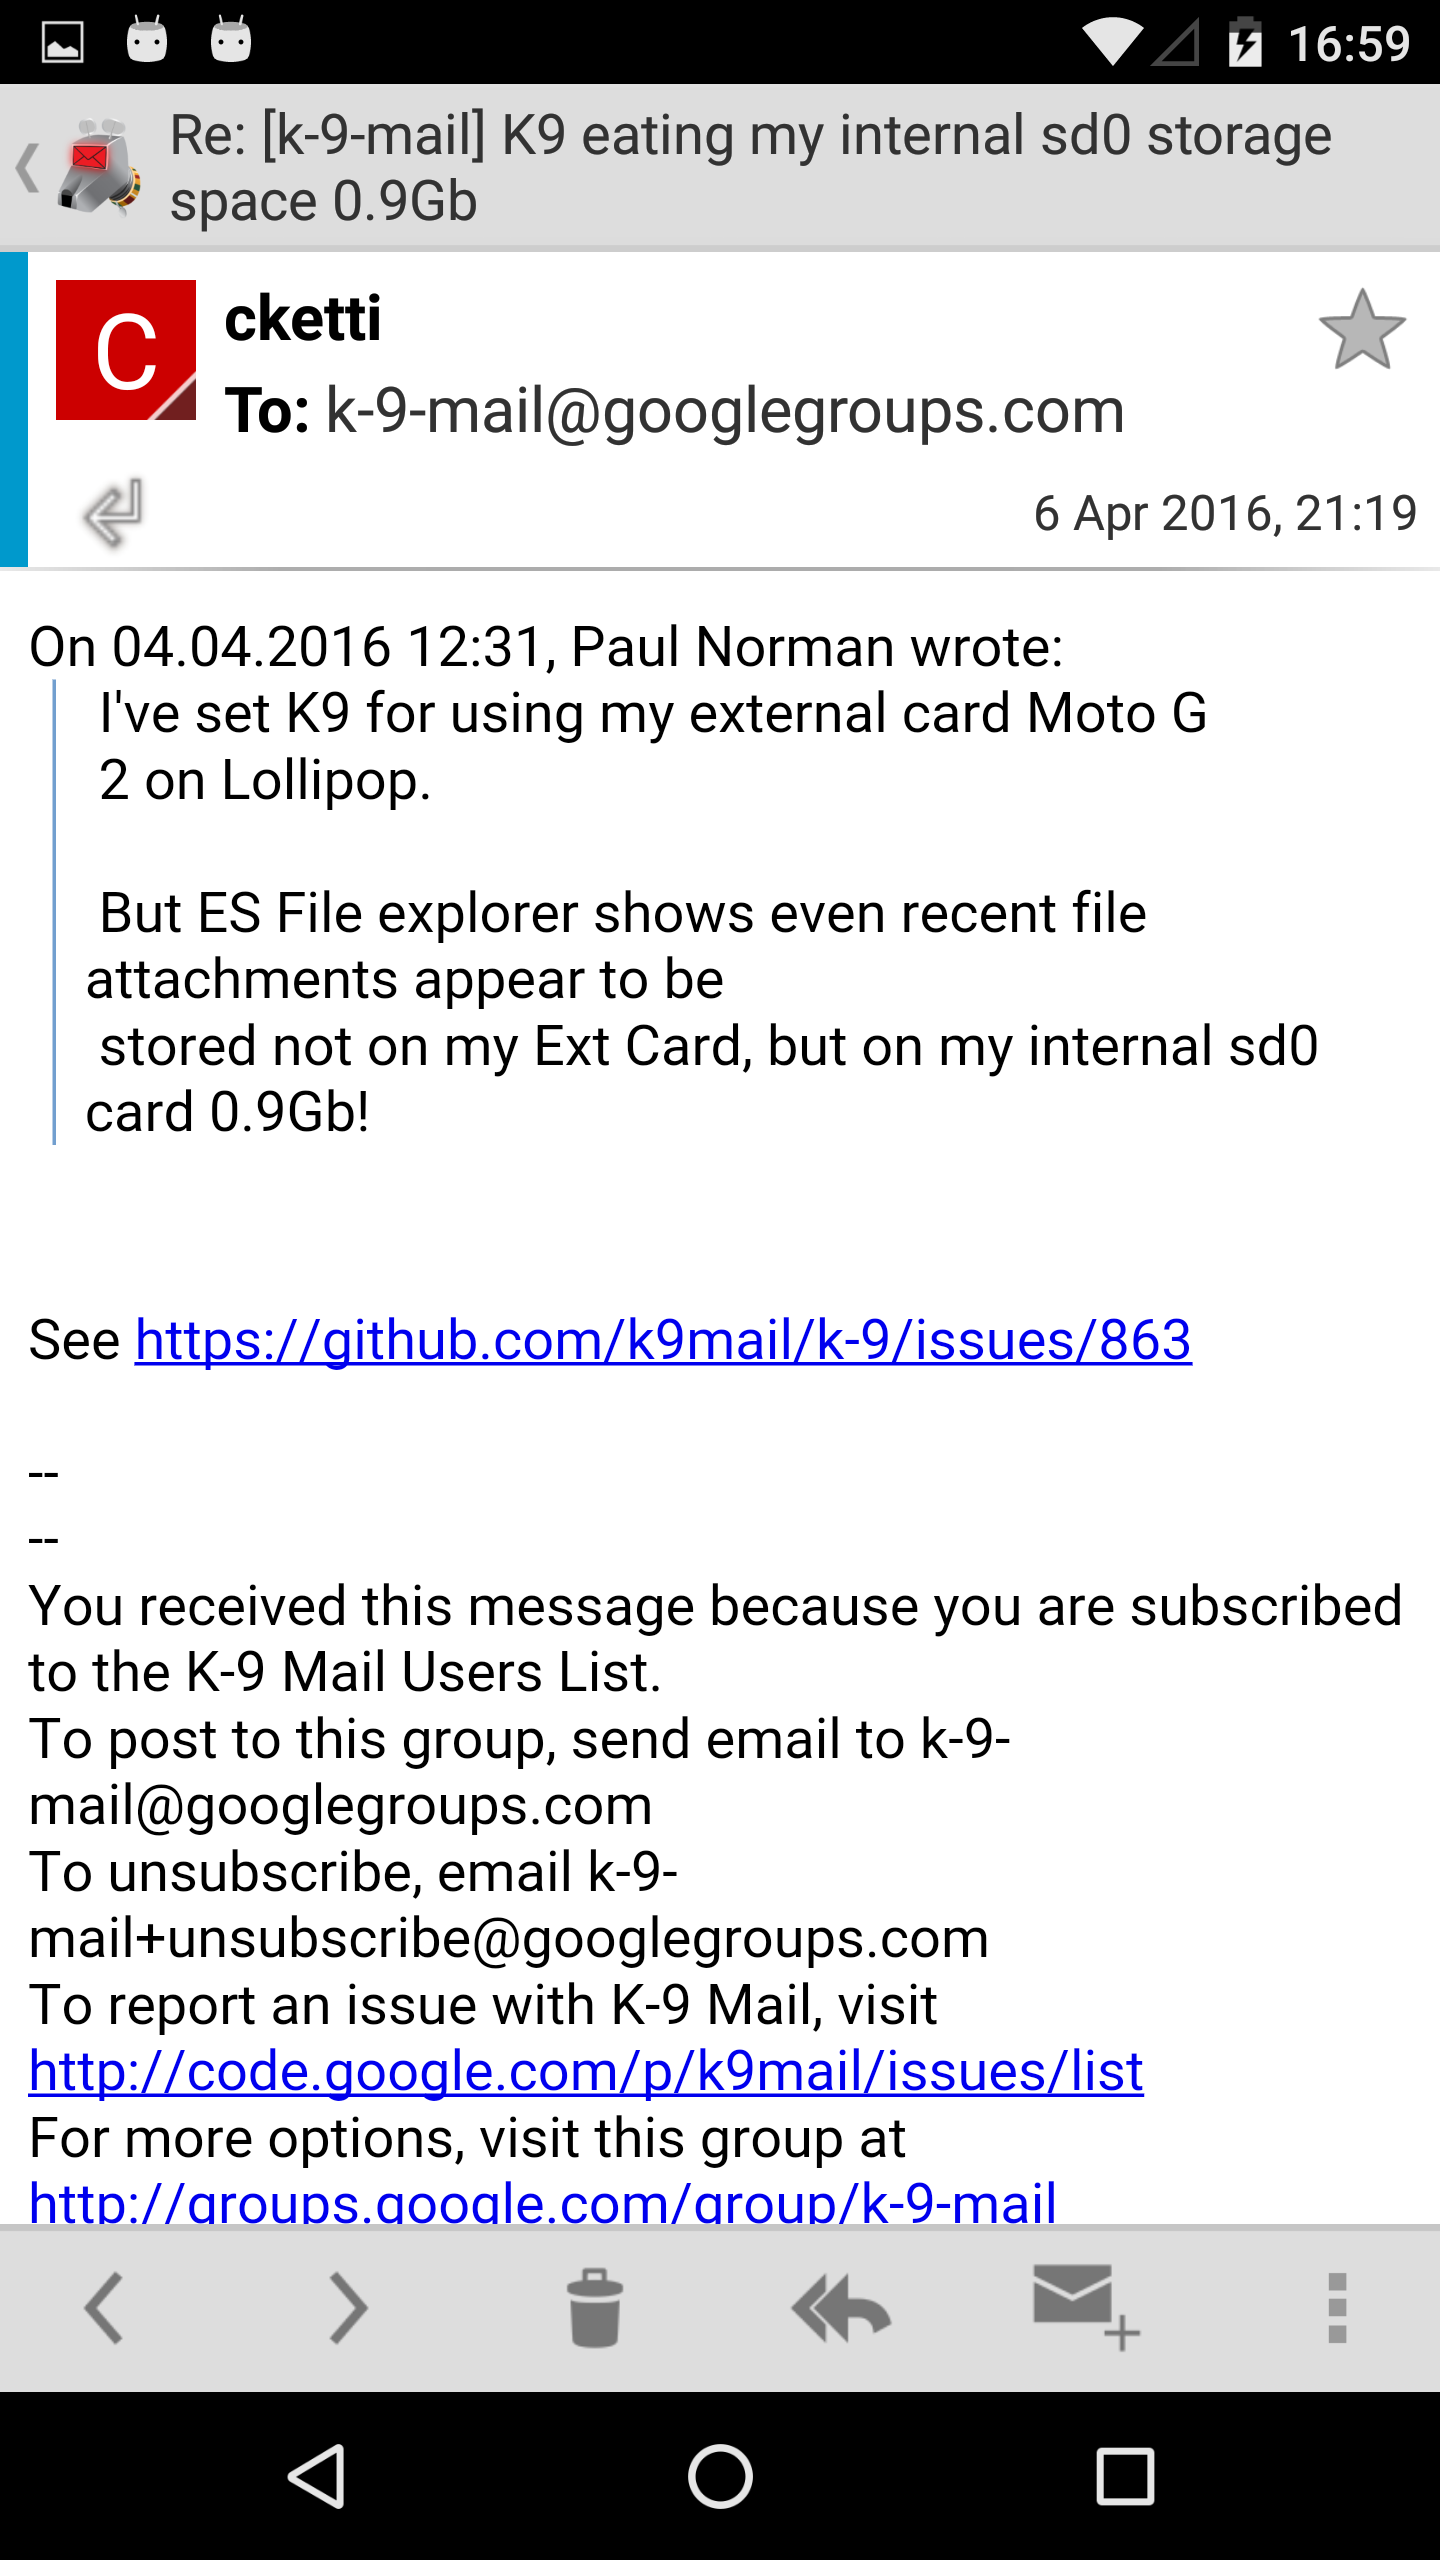 16:59
Re: [k-9-mail] K9 eating my internal sd0 storage
space 0.9Gb
C
cketti
To: k-9-mail@googlegroups.com
6 Apr 2016, 21:19
On 04.04.2016 12:31, Paul Norman wrote:
I've set K9 for using my external card Moto G
2 on Lollipop.
But ES File explorer shows even recent file
attachments appear to be
stored not on my Ext Card, but on my internal sd0
card 0.9Gb!
See https://github.com/k9mail/k-9/issues/863
--
--
You received this message because you are subscribed
to the K-9 Mail Users List.
To post to this group, send email to k-9-
mail@googlegroups.com
To unsubscribe, email k-9-
mail+unsubscribe@googlegroups.com
To report an issue with K-9 Mail, visit
http://code.google.com/p/k9mail/issues/list
For more options, visit this group at
http://groups.google.com/group/k-9-mail